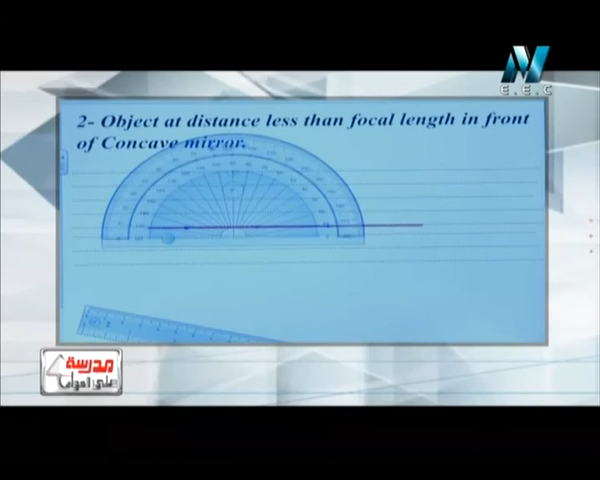 E.E.C
2- Object at distance less than focal length in front
of Concave mirror.
مدرسة
على الهواء